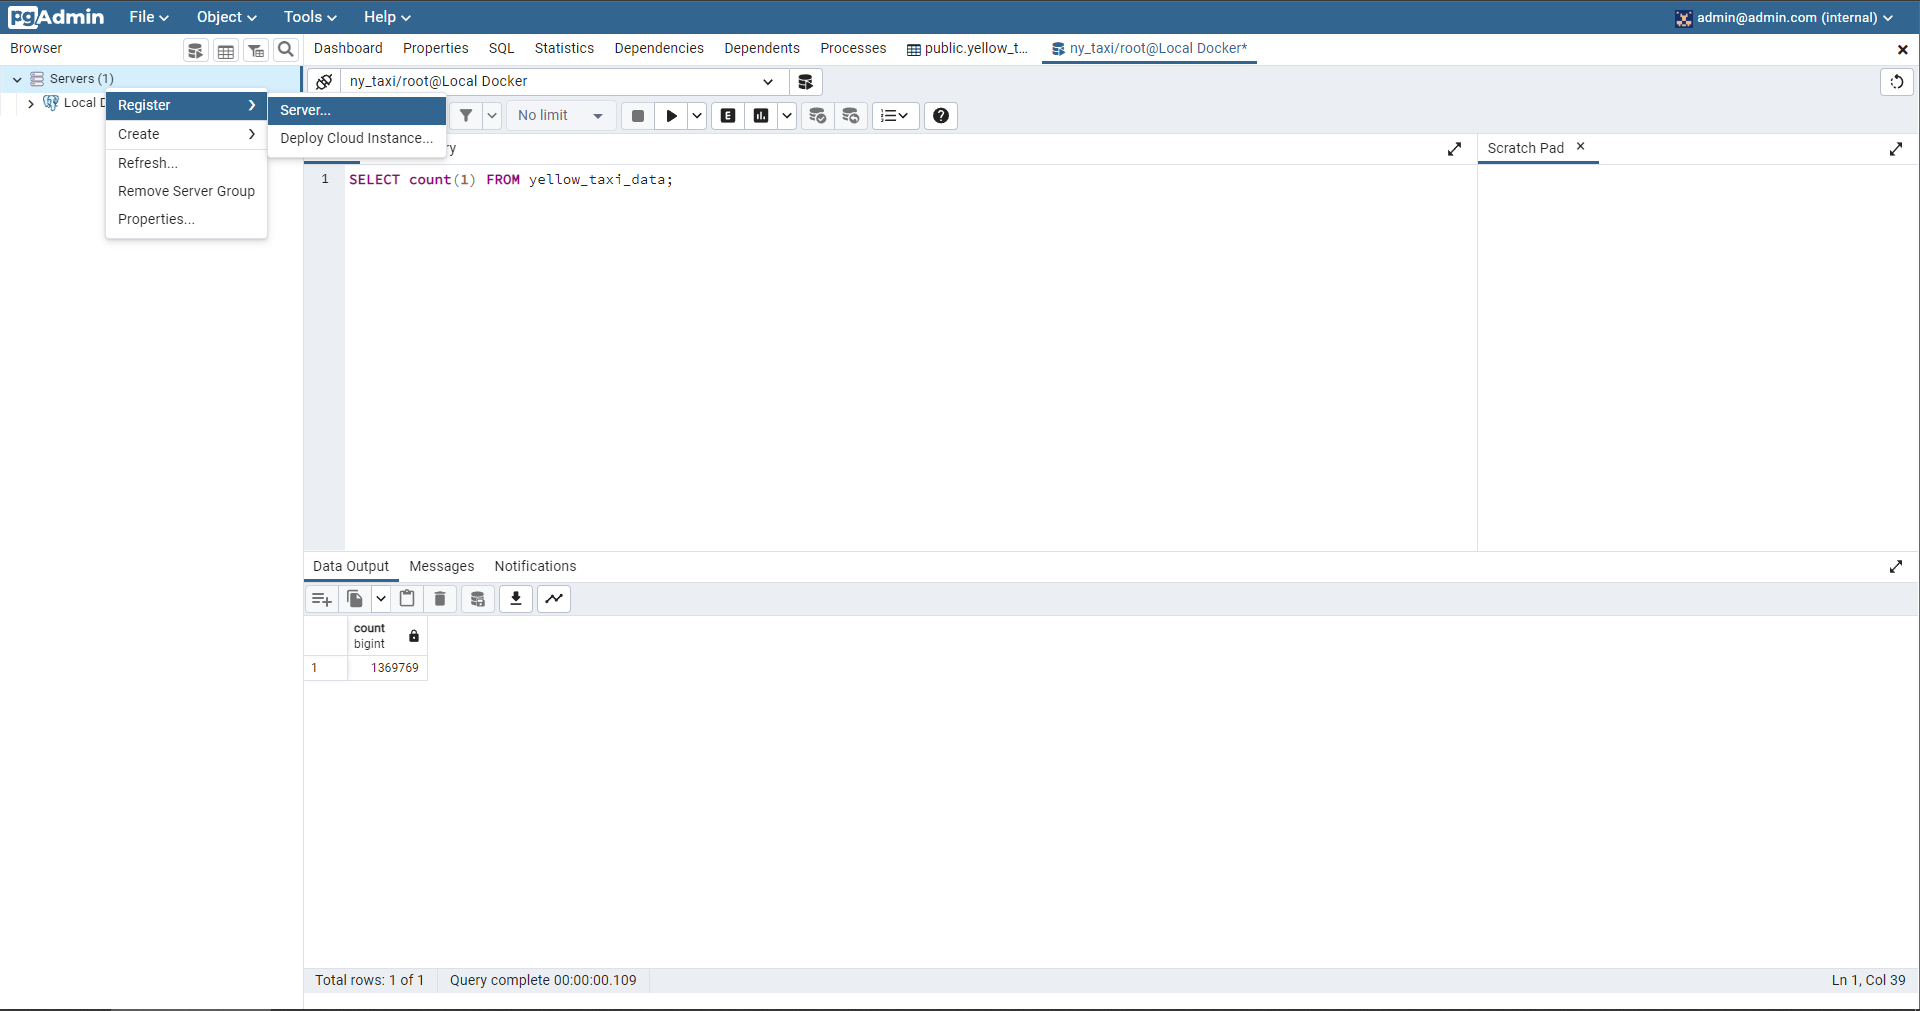 pgAdmin File Object Tools Help admin@admin.com (internal)
Browser Dashboard Properties SQL Statistics Dependencies Dependents Processes public.yellow_t... ny_taxi/root@Local Docker*
Servers (1)
ny_taxi/root@Local Docker
Local D
Register
Server...
No limit
E
Create
Deploy Cloud Instance...
ry
Scratch Pad
Refresh...
Remove Server Group
Properties...
1 SELECT count(1) FROM yellow_taxi_data;
Data Output Messages Notifications
count
bigint
1 1369769
Total rows: 1 of 1 Query complete 00:00:00.109 Ln 1, Col 39